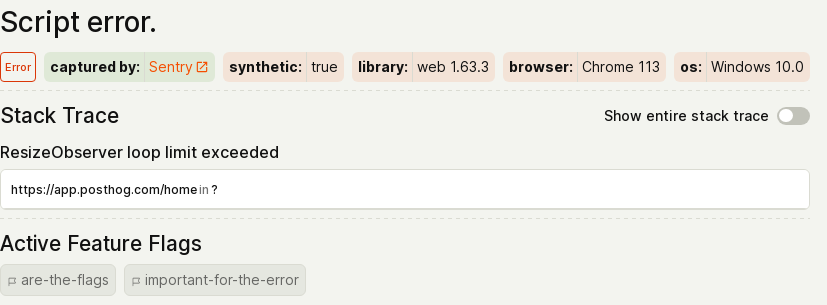 Script error.
Error captured by: Sentry synthetic: true library: web 1.63.3 browser: Chrome 113 os: Windows 10.0
Stack Trace Show entire stack trace
ResizeObserver loop limit exceeded
https://app.posthog.com/home in ?
Active Feature Flags
are-the-flags important-for-the-error